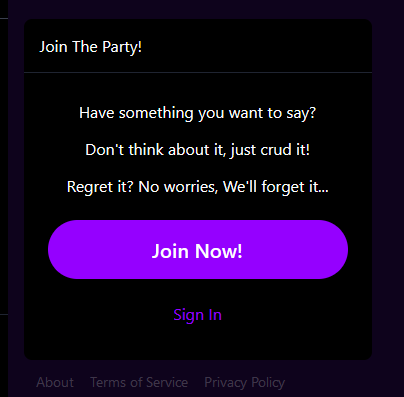 Join The Party!
Have something you want to say?
Don't think about it, just crud it!
Regret it? No worries, We'll forget it...
Join Now!
Sign In
About Terms of Service Privacy Policy